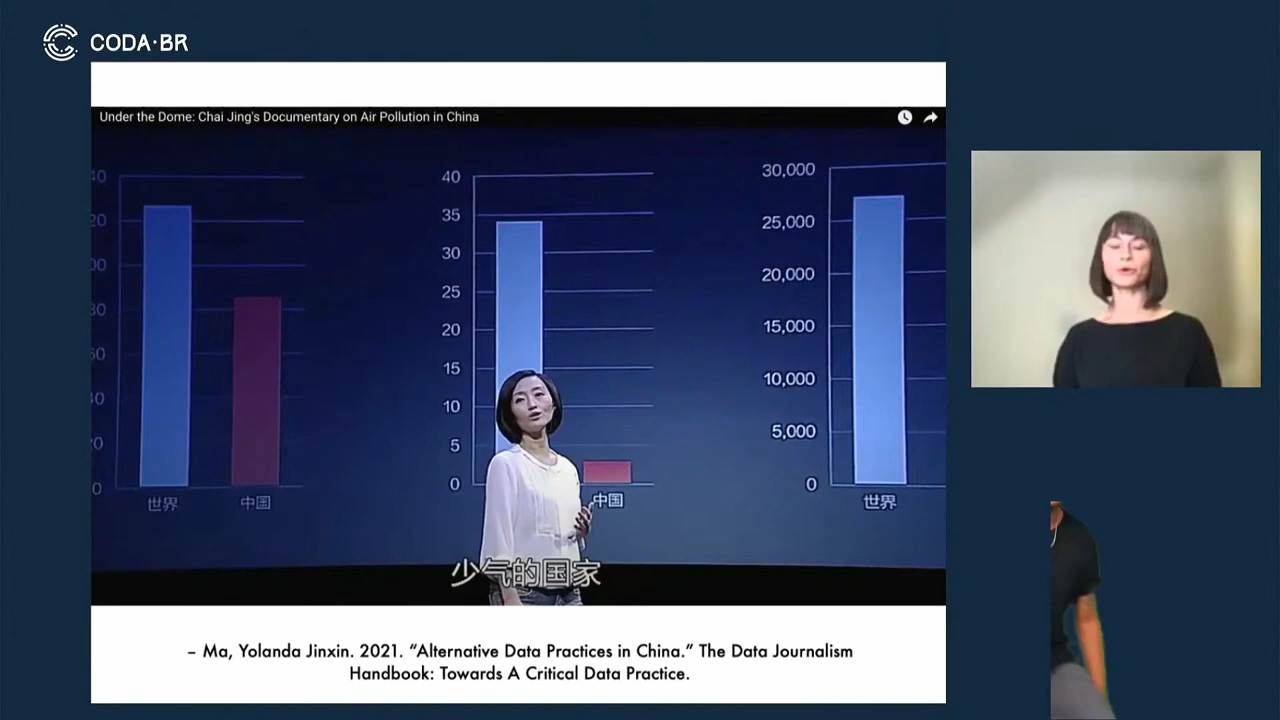 CODA·BR
Under the Dome: Chai Jing's Documentary on Air Pollution in China
40
35
30
25
20
15
10
5
0
30,000
25,000
20,000
15,000
10,000
5,000
0
世界
中国
中国
世界
少气的国家
– Ma, Yolanda Jinxin. 2021. “Alternative Data Practices in China.” The Data Journalism
Handbook: Towards A Critical Data Practice.